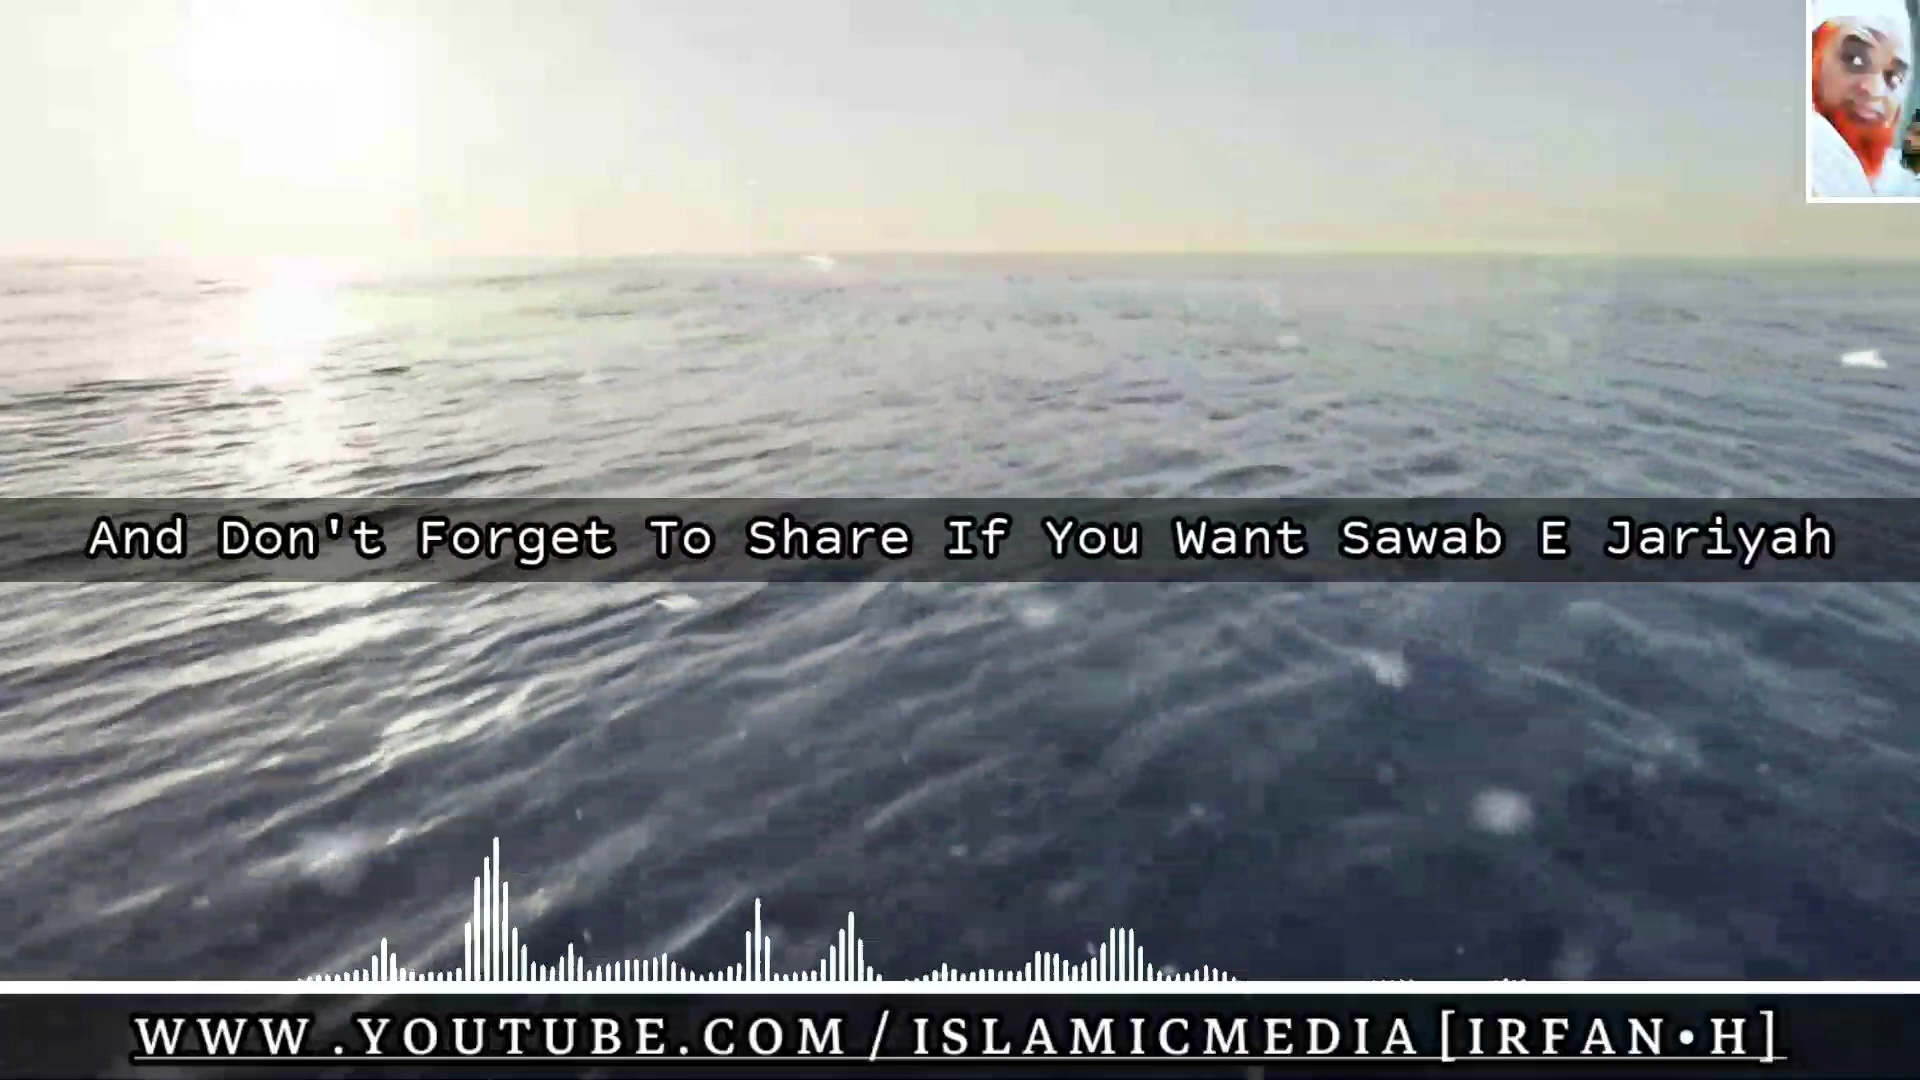 And Don't Forget To Share If You Want Sawab E Jariyah
WWW .YOUTUBE.COM / ISLAMICMEDIA [IRFAN•H]